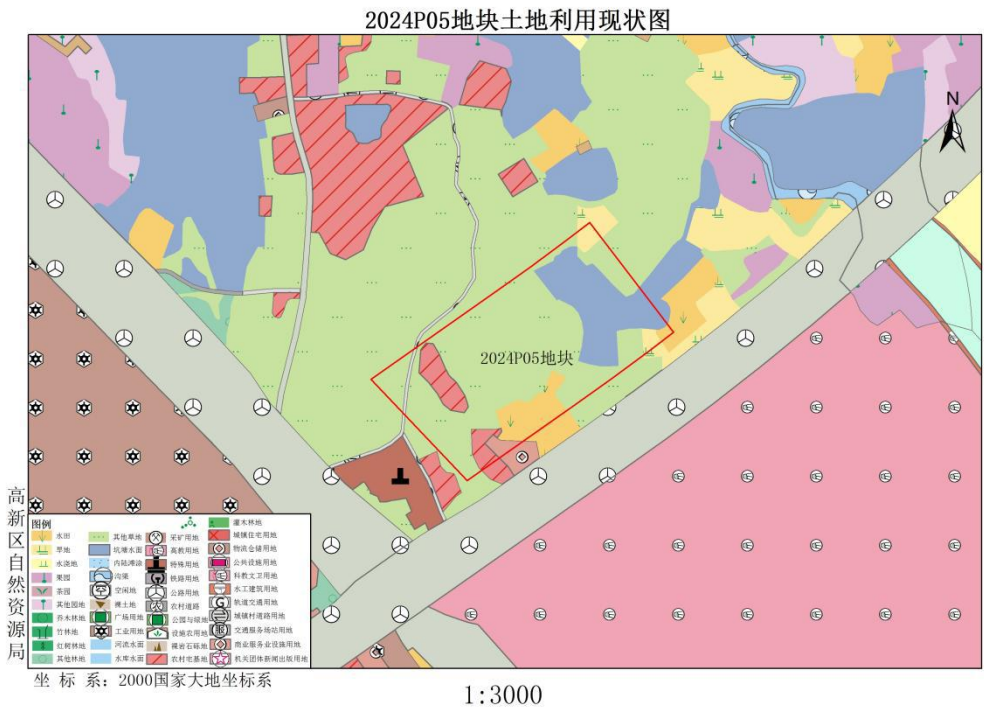 2024P05地块土地利用现状图
N
2024P05地块
高新区自然资源局
图例
水田
旱地
水浇地
果园
茶园
其他园地
乔木林地
竹林地
红树林地
其他林地
其他草地
坑塘水面
内陆滩涂
沟渠
空闲地
裸土地
广场用地
工业用地
河流水面
水库水面
采矿用地
高教用地
特殊用地
铁路用地
公路用地
农村道路
公园与绿地
设施农用地
裸岩石砾地
农村宅基地
灌木林地
城镇住宅用地
物流仓储用地
公共设施用地
科教文卫用地
水工建筑用地
轨道交通用地
城镇村道路用地
交通服务场站用地
商业服务业设施用地
机关团体新闻出版用地
坐 标 系: 2000国家大地坐标系
1:3000